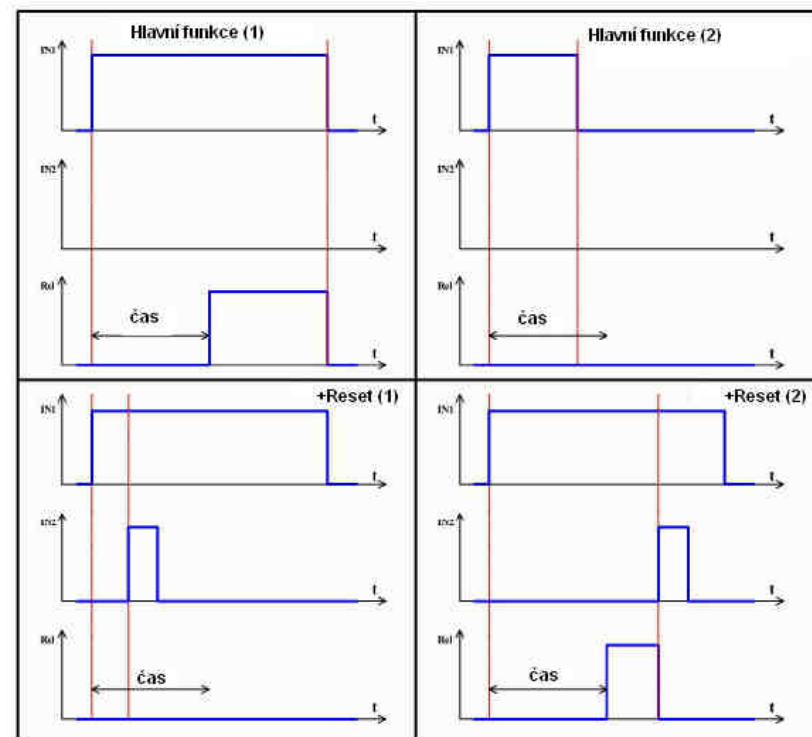 Hlavní funkce (1)
IN1
t
IN2
t
Rel
čas
t
Hlavní funkce (2)
IN1
t
IN2
t
Rel
čas
t
+Reset (1)
IN1
t
IN2
t
Rel
čas
t
+Reset (2)
IN1
t
IN2
t
Rel
čas
t